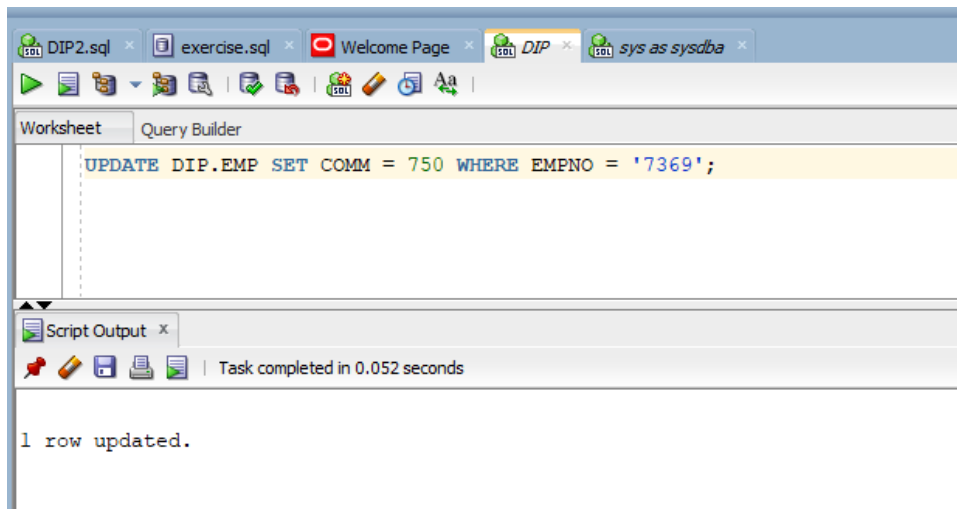 DIP2.sql exercise.sql Welcome Page DIP sys as sysdba
Worksheet Query Builder
UPDATE DIP.EMP SET COMM = 750 WHERE EMPNO = '7369';
Script Output x
Task completed in 0.052 seconds
1 row updated.